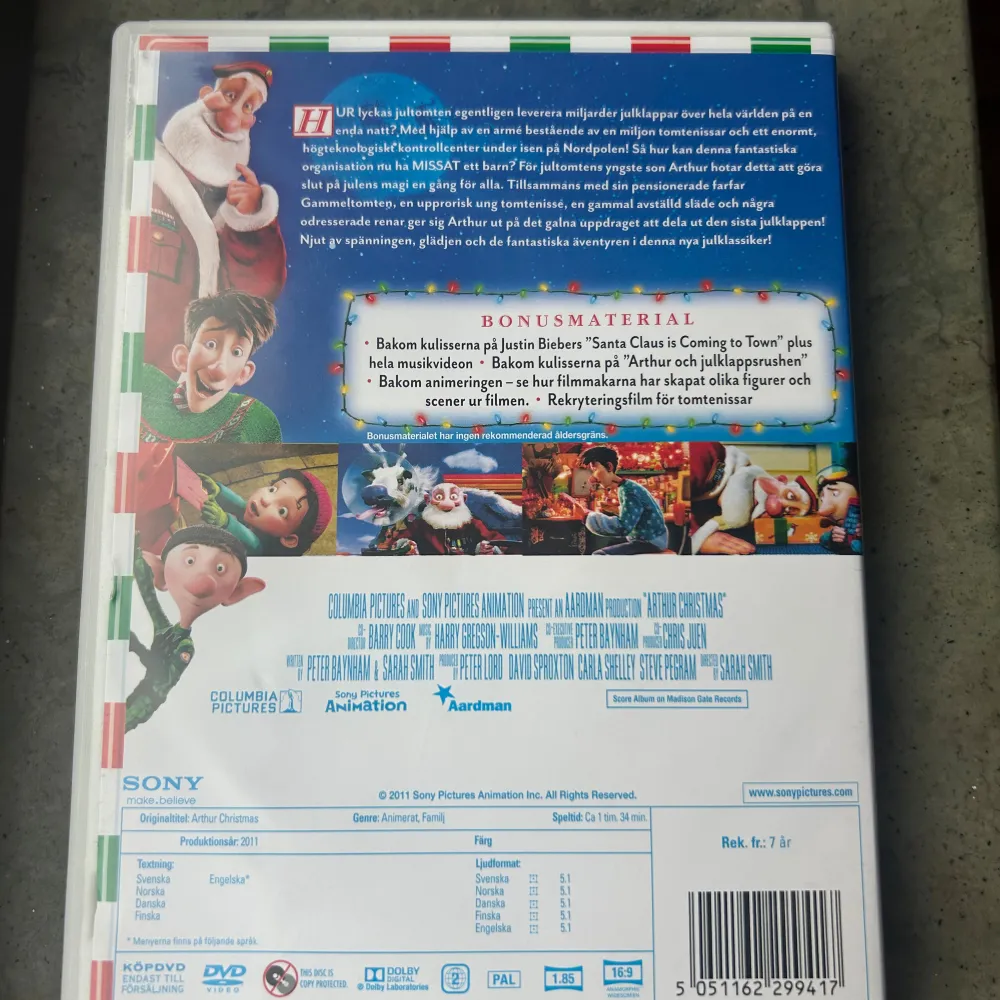 HUR lyckas jultomten egentligen leverera miljarder julklappar över hela världen på en
enda natt? Med hjälp av en armé bestående av en miljon tomtenissar och ett enormt,
högteknologiskt kontrollcenter under isen på Nordpolen! Så hur kan denna fantastiska
organisation nu ha MISSAT ett barn? För jultomtens yngste son Arthur hotar detta att göra
slut på julens magi en gång för alla. Tillsammans med sin pensionerade farfar
Gammeltomten, en upprorisk ung tomtenisse, en gammal avställd släde och några
odresserade renar ger sig Arthur ut på det galna uppdraget att dela ut den sista julklappen!
Njut av spänningen, glädjen och de fantastiska äventyren i denna nya julklassiker!
BONUSMATERIAL
• Bakom kulisserna på Justin Biebers "Santa Claus is Coming to Town" plus
hela musikvideon • Bakom kulisserna på "Arthur och julklappsrushen"
• Bakom animeringen – se hur filmmakarna har skapat olika figurer och
scener ur filmen. • Rekryteringsfilm för tomtenissar
Bonusmaterialet har ingen rekommenderad åldersgräns.
COLUMBIA PICTURES AND SONY PICTURES ANIMATION PRESENT AN AARDMAN PRODUCTION "ARTHUR CHRISTMAS"
CO-DIRECTOR BARRY COOK MUSIC BY HARRY GREGSON-WILLIAMS CO-EXECUTIVE PRODUCER PETER BAYNHAM CO-PRODUCER CHRIS JUEN
WRITTEN BY PETER BAYNHAM & SARAH SMITH PRODUCED BY PETER LORD DAVID SPROXTON CARLA SHELLEY STEVE PEGRAM DIRECTED BY SARAH SMITH
COLUMBIA PICTURES Sony Pictures ANIMATION Aardman Score Album on Madison Gate Records
SONY
make.believe
© 2011 Sony Pictures Animation Inc. All Rights Reserved.
www.sonypictures.com
Originaltitel: Arthur Christmas Genre: Animerat, Familj Speltid: Ca 1 tim. 34 min.
Produktionsår: 2011 Färg
Rek. fr.: 7 år
Textning: Ljudformat:
Svenska Engelska* Svenska 5.1
Norska Norska 5.1
Danska Danska 5.1
Finska Finska 5.1
Engelska 5.1
* Menyerna finns på följande språk.
KÖPDVD
ENDAST TILL
FÖRSÄLJNING
DVD
VIDEO
THIS DISC IS
COPY PROTECTED.
DOLBY
DIGITAL
© Dolby Laboratories
2
PAL
1.85
16:9
ANAMORPHIC
WIDESCREEN
5 051162 299417